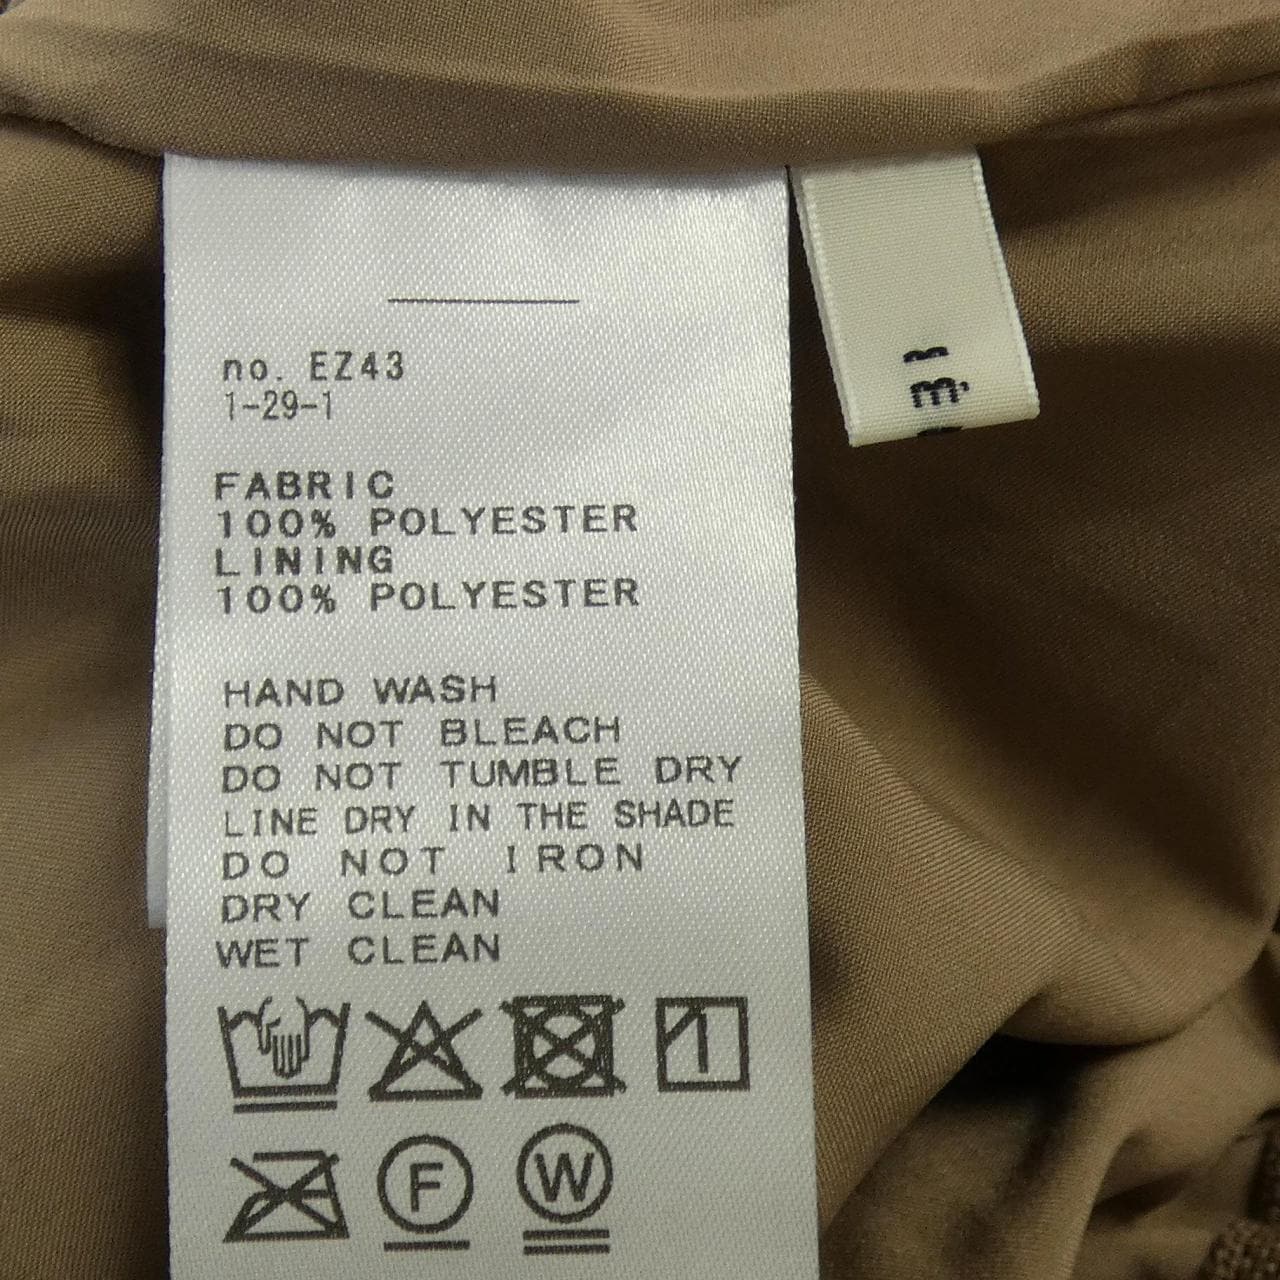 no. EZ43
1-29-1
FABRIC
100% POLYESTER
LINING
100% POLYESTER
HAND WASH
DO NOT BLEACH
DO NOT TUMBLE DRY
LINE DRY IN THE SHADE
DO NOT IRON
DRY CLEAN
WET CLEAN
F W